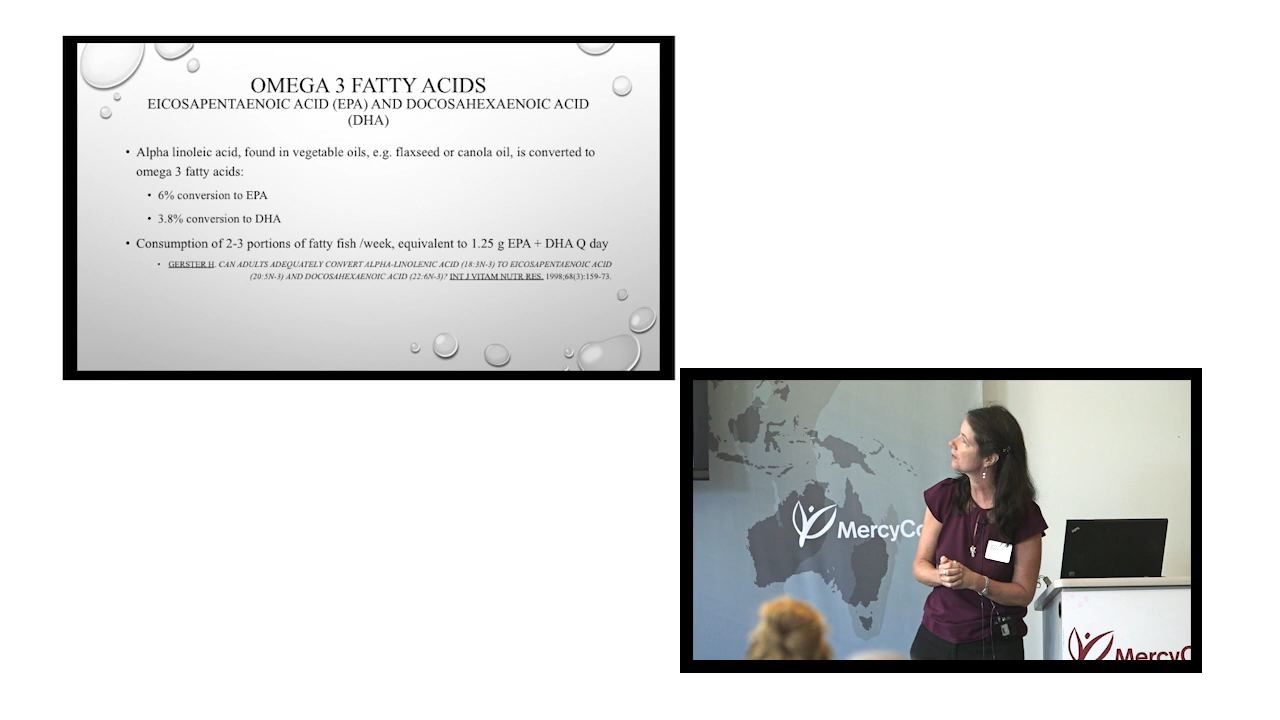 OMEGA 3 FATTY ACIDS
EICOSAPENTAENOIC ACID (EPA) AND DOCOSAHEXAENOIC ACID
(DHA)
• Alpha linoleic acid, found in vegetable oils, e.g. flaxseed or canola oil, is converted to
omega 3 fatty acids:
• 6% conversion to EPA
• 3.8% conversion to DHA
• Consumption of 2-3 portions of fatty fish /week, equivalent to 1.25 g EPA + DHA Q day
• GERSTER H. CAN ADULTS ADEQUATELY CONVERT ALPHA-LINOLENIC ACID (18:3N-3) TO EICOSAPENTAENOIC ACID
(20:5N-3) AND DOCOSAHEXAENOIC ACID (22:6N-3)? INT J VITAM NUTR RES. 1998;68(3):159-73.
MercyCo
MercyC